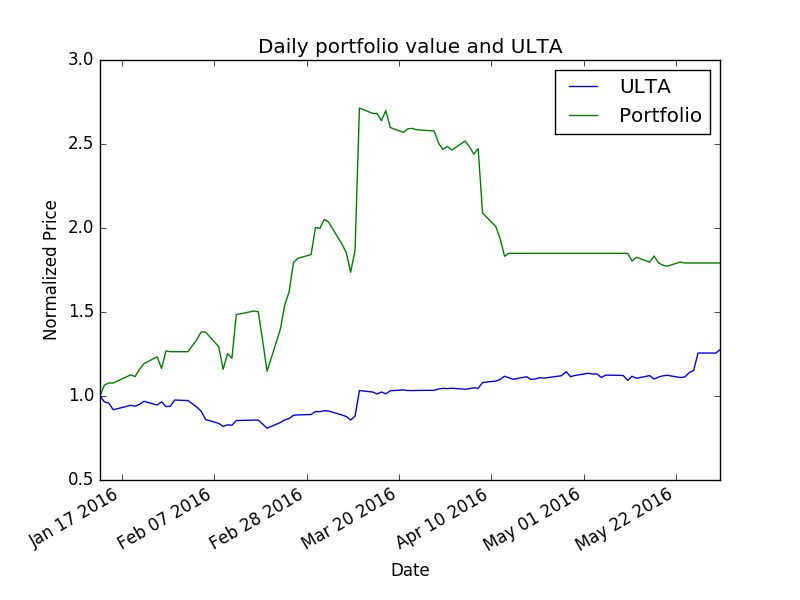 Daily portfolio value and ULTA
3.0
2.5
2.0
1.5
1.0
0.5
Normalized Price
ULTA
Portfolio
Jan 17 2016
Feb 07 2016
Feb 28 2016
Mar 20 2016
Apr 10 2016
May 01 2016
May 22 2016
Date